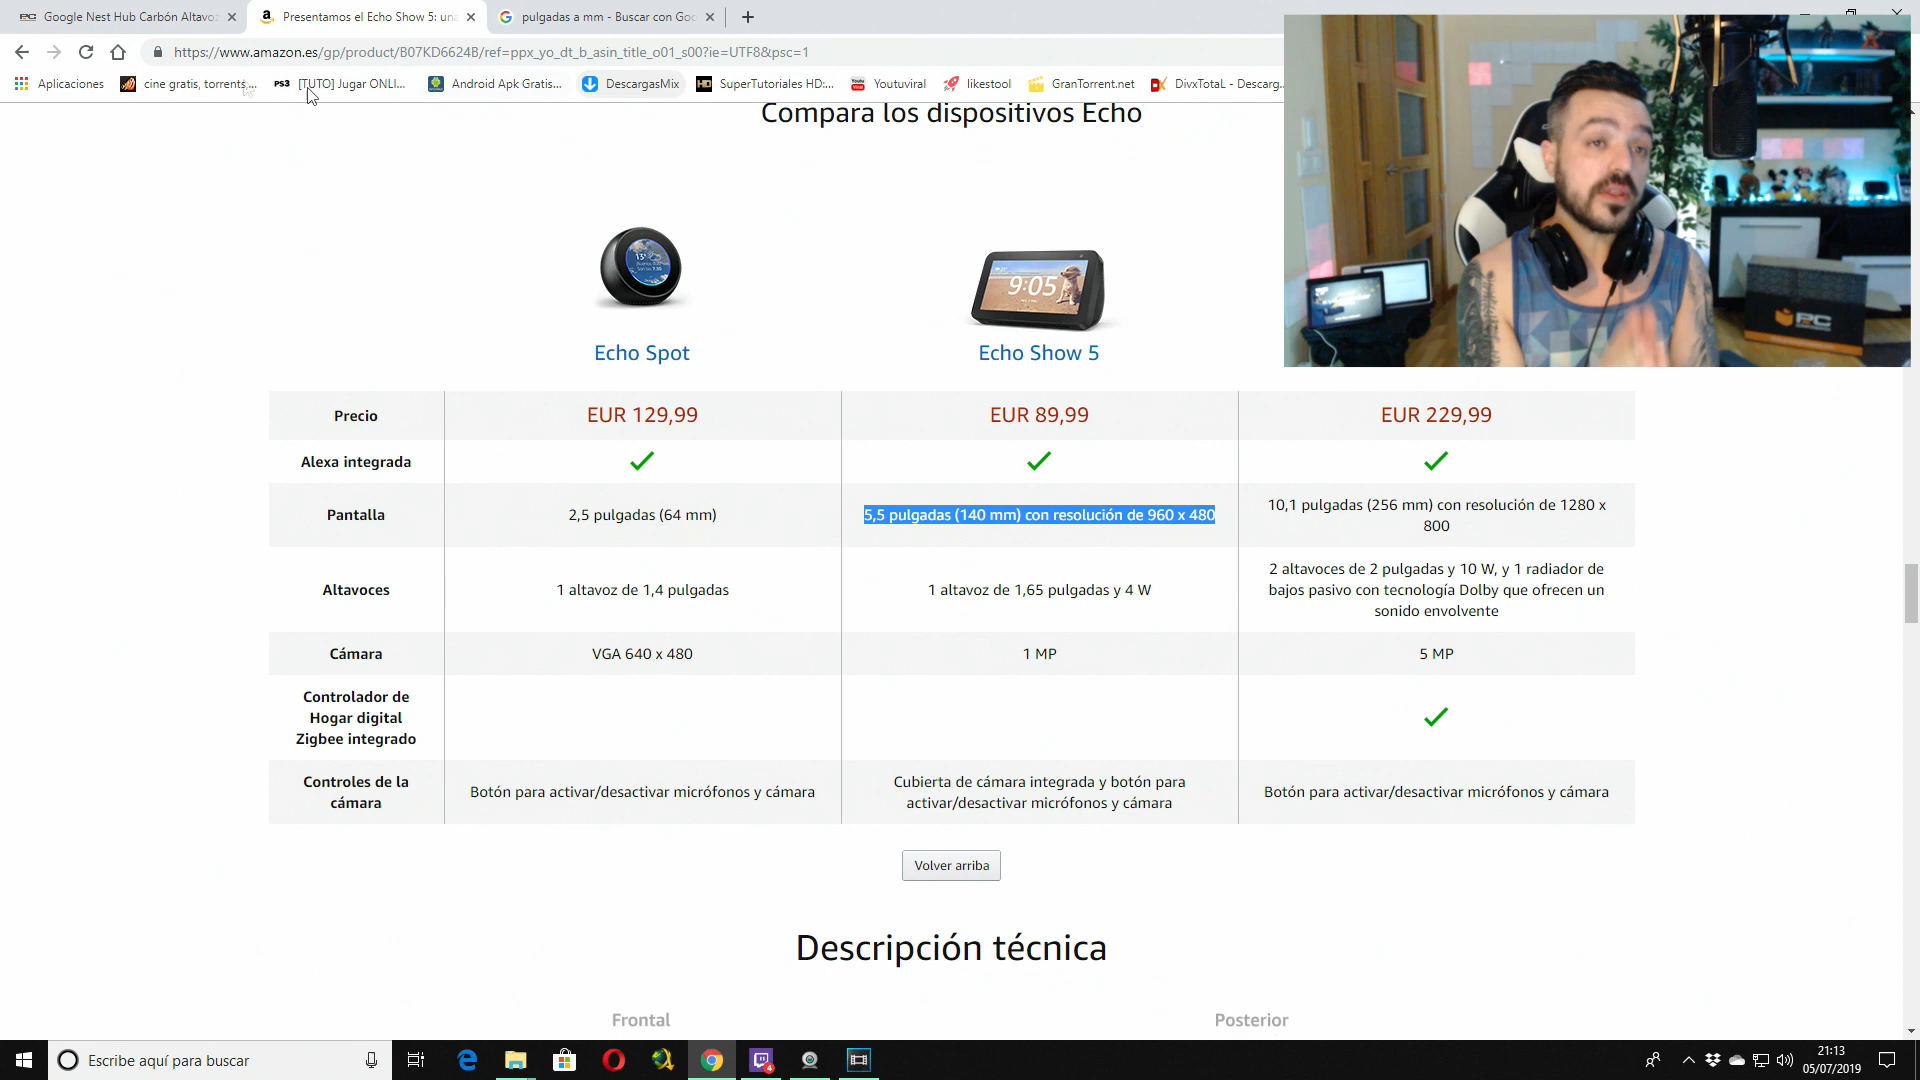 Google Nest Hub Carbón Altavoz
Presentamos el Echo Show 5: una
pulgadas a mm - Buscar con Goo
https://www.amazon.es/gp/product/B07KD6624B/ref=ppx_yo_dt_b_asin_title_o01_s00?ie=UTF8&psc=1
Aplicaciones
cine gratis, torrents,...
PS3 [TUTO] Jugar ONLI...
Android Apk Gratis...
DescargasMix
HD SuperTutoriales HD:...
Youtuviral
likestool
GranTorrent.net
DivxTotaL - Descarg...
Compara los dispositivos Echo
9:05
Echo Spot
Echo Show 5
Precio
EUR 129,99
EUR 89,99
EUR 229,99
Alexa integrada
Pantalla
2,5 pulgadas (64 mm)
5,5 pulgadas (140 mm) con resolución de 960 x 480
10,1 pulgadas (256 mm) con resolución de 1280 x
800
Altavoces
1 altavoz de 1,4 pulgadas
1 altavoz de 1,65 pulgadas y 4 W
2 altavoces de 2 pulgadas y 10 W, y 1 radiador de
bajos pasivo con tecnología Dolby que ofrecen un
sonido envolvente
Cámara
VGA 640 x 480
1 MP
5 MP
Controlador de
Hogar digital
Zigbee integrado
Controles de la
cámara
Botón para activar/desactivar micrófonos y cámara
Cubierta de cámara integrada y botón para
activar/desactivar micrófonos y cámara
Botón para activar/desactivar micrófonos y cámara
Volver arriba
Descripción técnica
Frontal
Posterior
Escribe aquí para buscar
4
21:13
05/07/2019